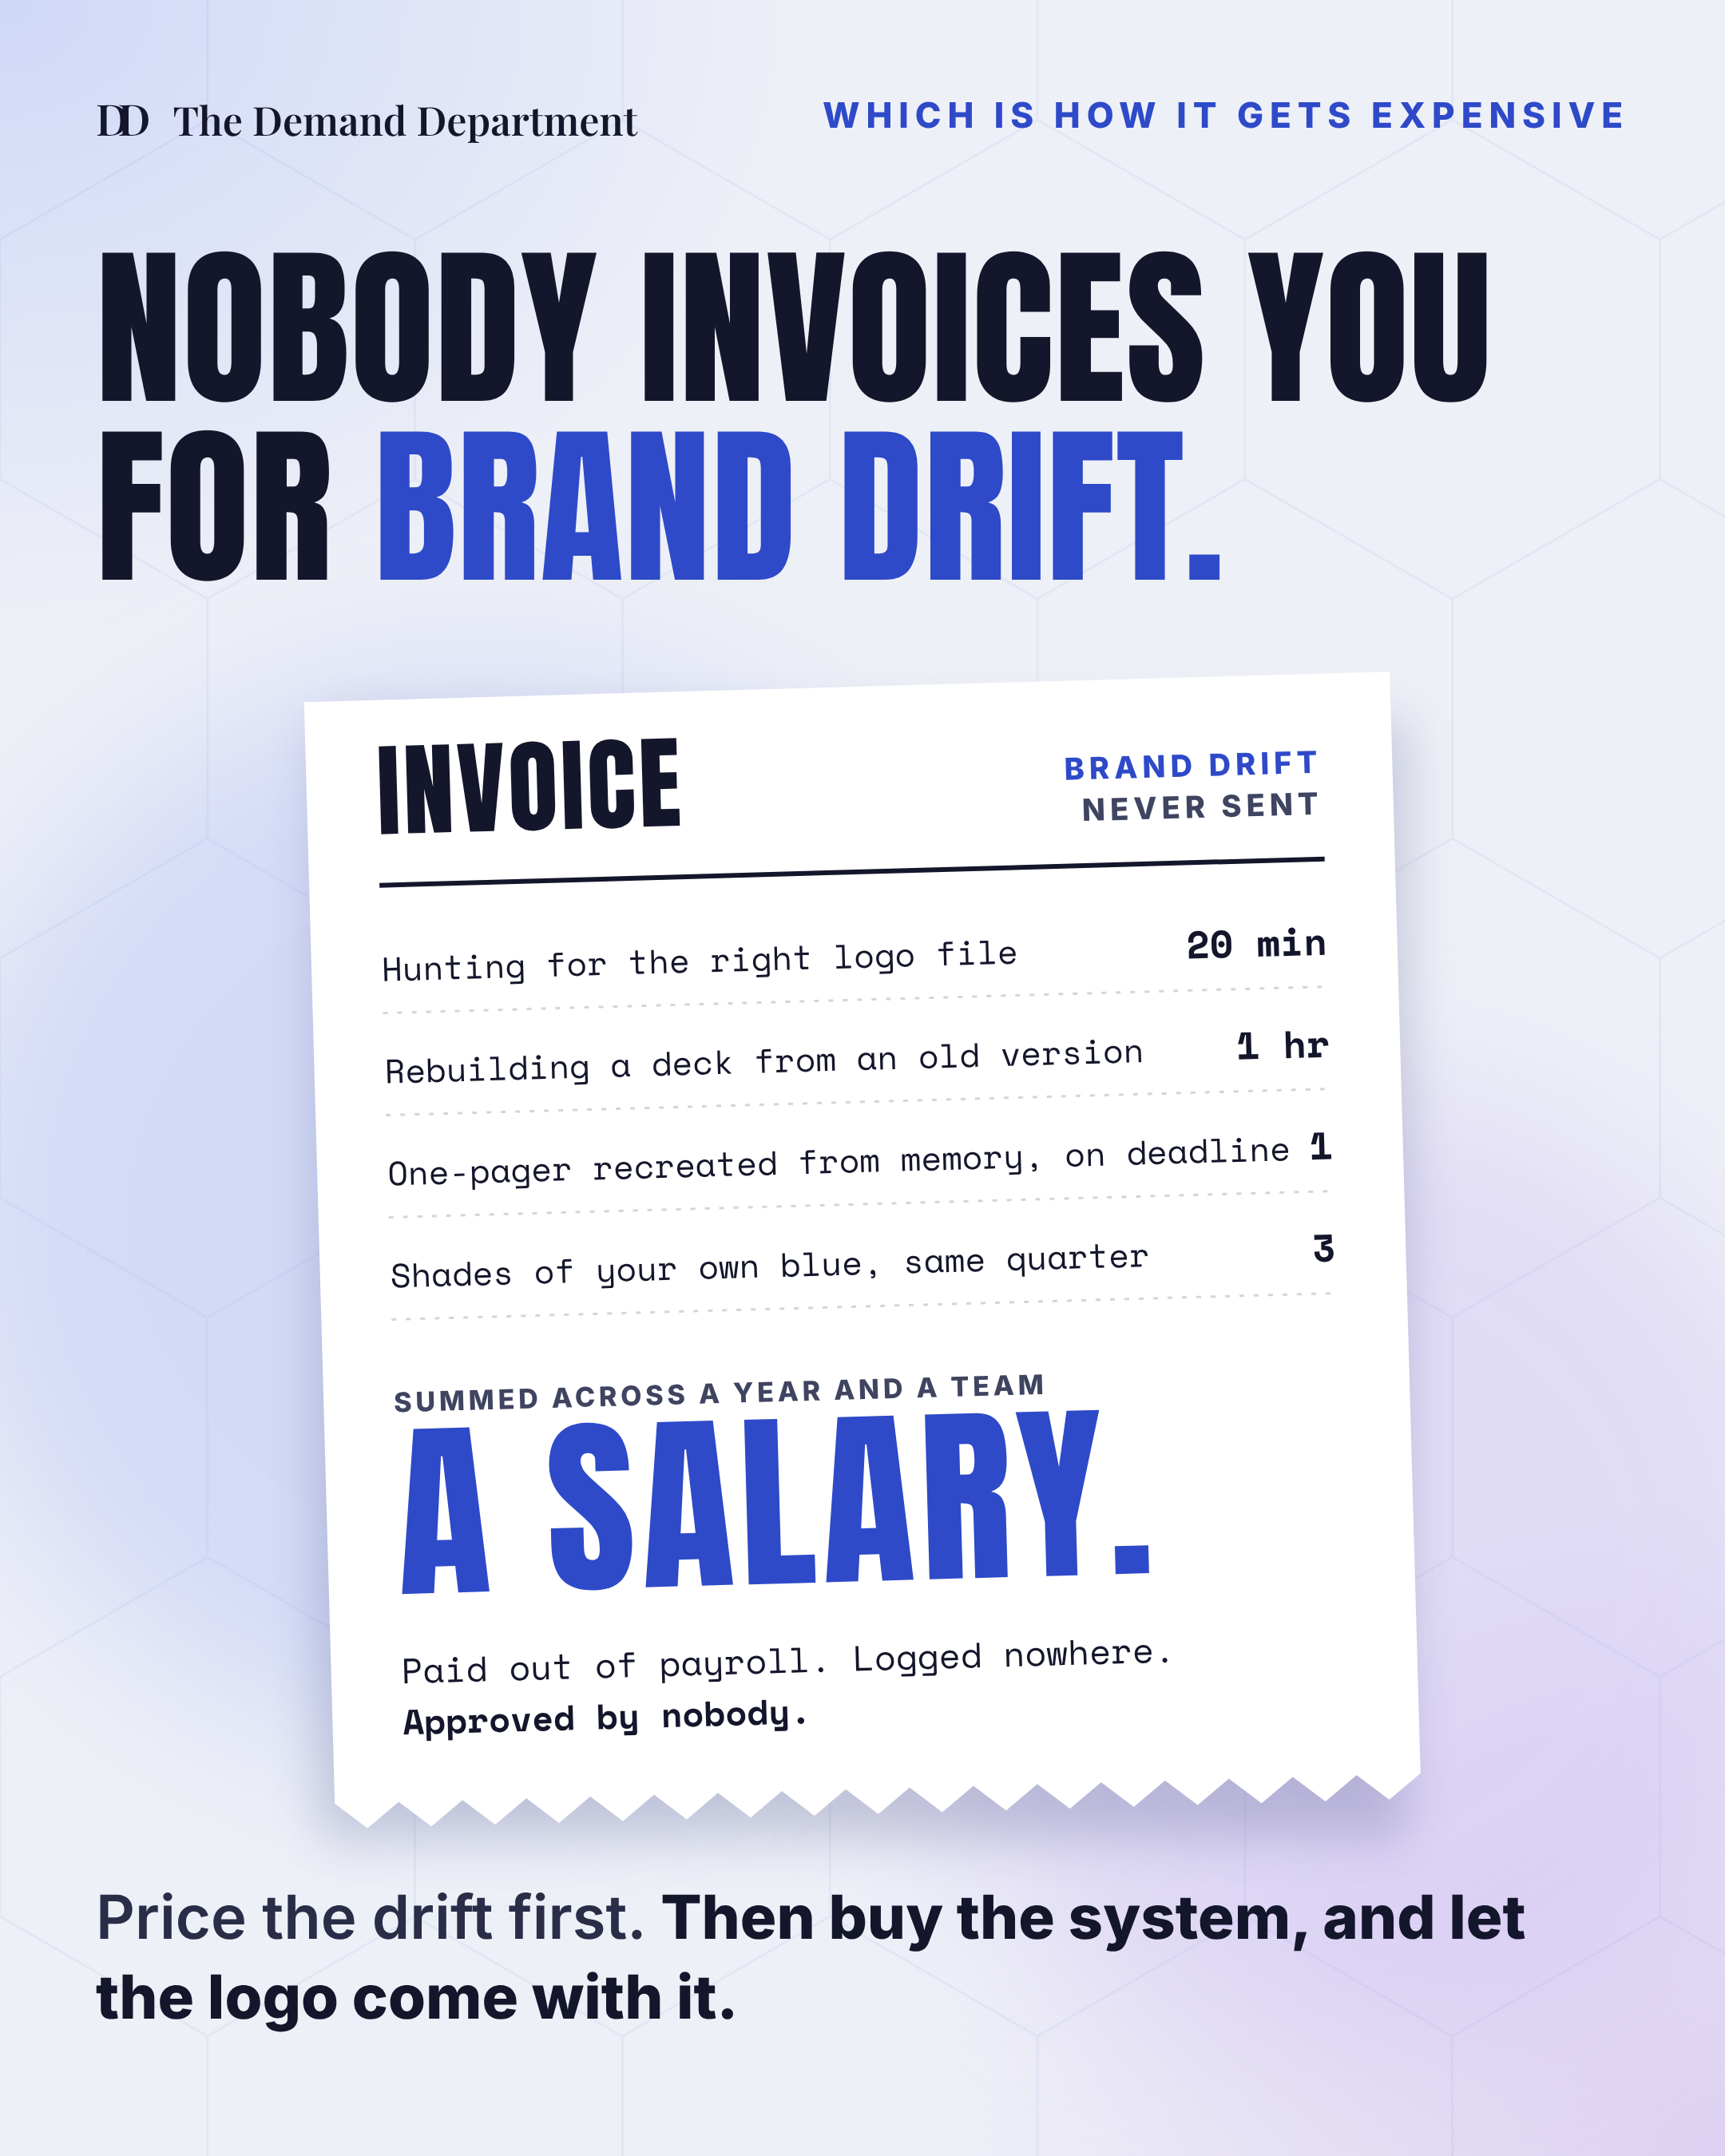 DD The Demand Department
WHICH IS HOW IT GETS EXPENSIVE
NOBODY INVOICES YOU
FOR BRAND DRIFT.
INVOICE
BRAND DRIFT
NEVER SENT
Hunting for the right logo file 20 min
Rebuilding a deck from an old version 1 hr
One-pager recreated from memory, on deadline 1
Shades of your own blue, same quarter 3
SUMMED ACROSS A YEAR AND A TEAM
A SALARY.
Paid out of payroll. Logged nowhere.
Approved by nobody.
Price the drift first. Then buy the system, and let
the logo come with it.